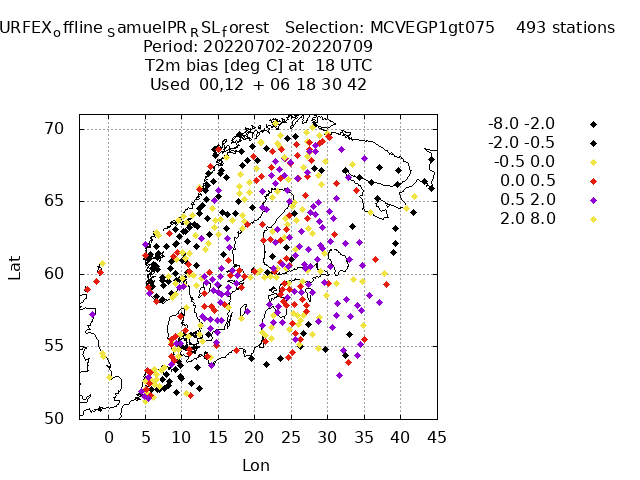 URFEXoffline SamuelPRRSLforest Selection: MCVEGP1gt075 493 stations
Period: 20220702-20220709
T2m bias [deg C] at 18 UTC
Used 00,12 + 06 18 30 42
-8.0 -2.0
-2.0 -0.5
-0.5 0.0
0.0 0.5
0.5 2.0
2.0 8.0
70
65
60
55
50
Lat
0 5 10 15 20 25 30 35 40 45
Lon